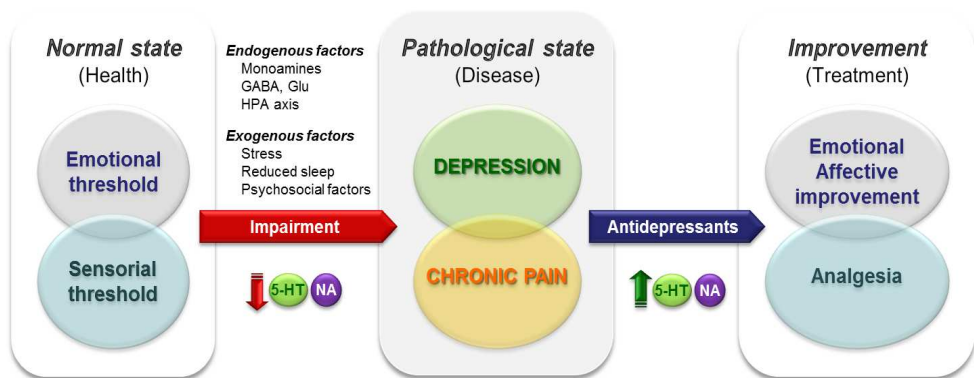 Normal state
(Health)
Emotional
threshold
Sensorial
threshold
Endogenous factors
Monoamines
GABA, Glu
HPA axis
Exogenous factors
Stress
Reduced sleep
Psychosocial factors
Impairment
5-HT NA
Pathological state
(Disease)
DEPRESSION
CHRONIC PAIN
Antidepressants
5-HT NA
Improvement
(Treatment)
Emotional
Affective
improvement
Analgesia